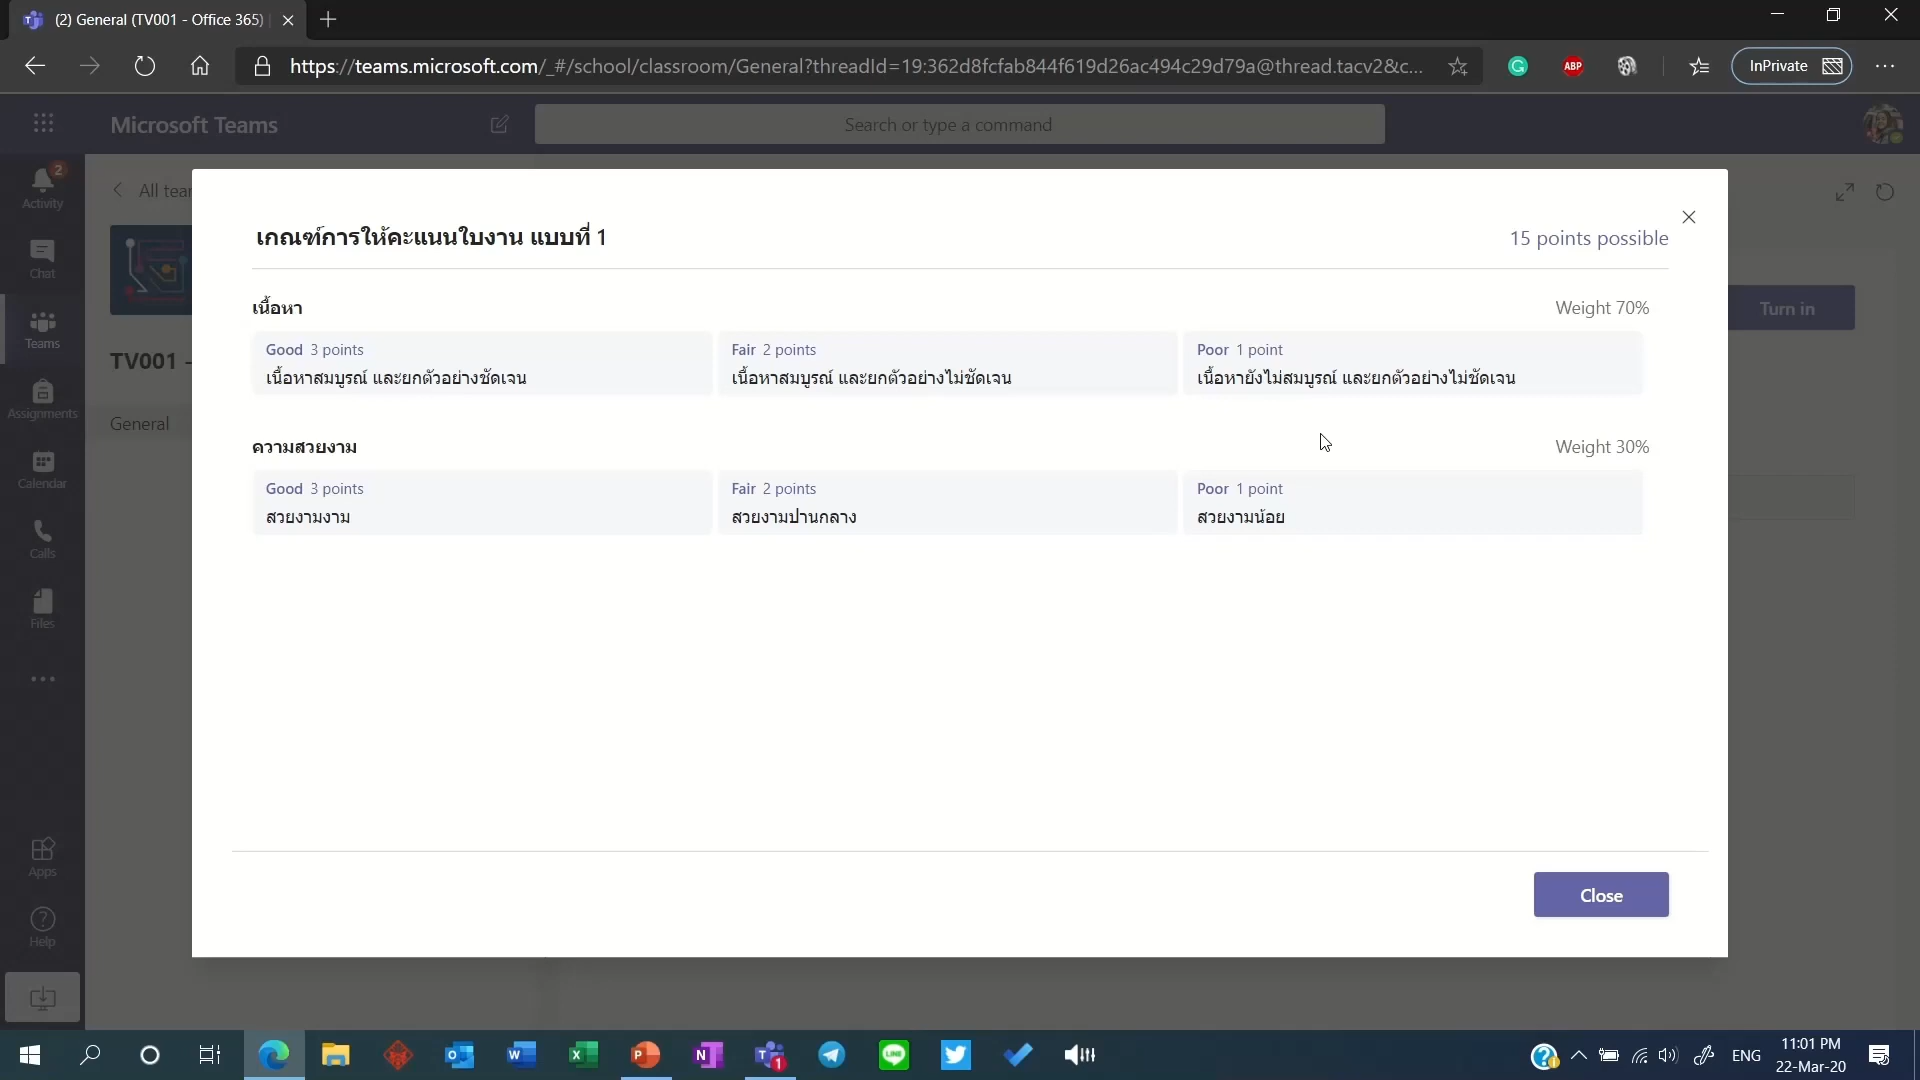 (2) General (TV001 - Office 365)
https://teams.microsoft.com/_#/school/classroom/General?threadId=19:362d8fcfab844f619d26ac494c29d79a@thread.tacv2&c...
ABP
InPrivate
Microsoft Teams
Search or type a command
2
Activity
All tear
Chat
Teams
TV001 -
Assignments
General
Calendar
Calls
Files
Apps
Help
Turn in
เกณฑ์การให้คะแนนใบงาน แบบที่ 1
15 points possible
เนื้อหา
Weight 70%
Good 3 points
เนื้อหาสมบูรณ์ และยกตัวอย่างชัดเจน
Fair 2 points
เนื้อหาสมบูรณ์ และยกตัวอย่างไม่ชัดเจน
Poor 1 point
เนื้อหายังไม่สมบูรณ์ และยกตัวอย่างไม่ชัดเจน
ความสวยงาม
Weight 30%
Good 3 points
สวยงามงาม
Fair 2 points
สวยงามปานกลาง
Poor 1 point
สวยงามน้อย
Close
LINE
1
ENG
11:01 PM
22-Mar-20